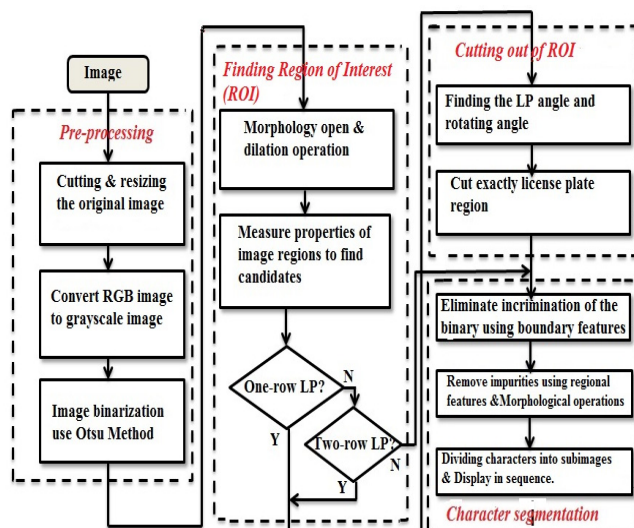 Image
Pre-processing
Cutting & resizing
the original image
Convert RGB image
to grayscale image
Image binarization
use Otsu Method
Finding Region of Interest
(ROI)
Morphology open &
dilation operation
Measure properties of
image regions to find
candidates
One-row LP?
N
Y
Two-row LP?
N
Y
Cutting out of ROI
Finding the LP angle and
rotating angle
Cut exactly license plate
region
Eliminate incrimination of the
binary using boundary features
Remove impurities using regional
features &Morphological operations
Dividing characters into subimages
& Display in sequence.
Character segmentation